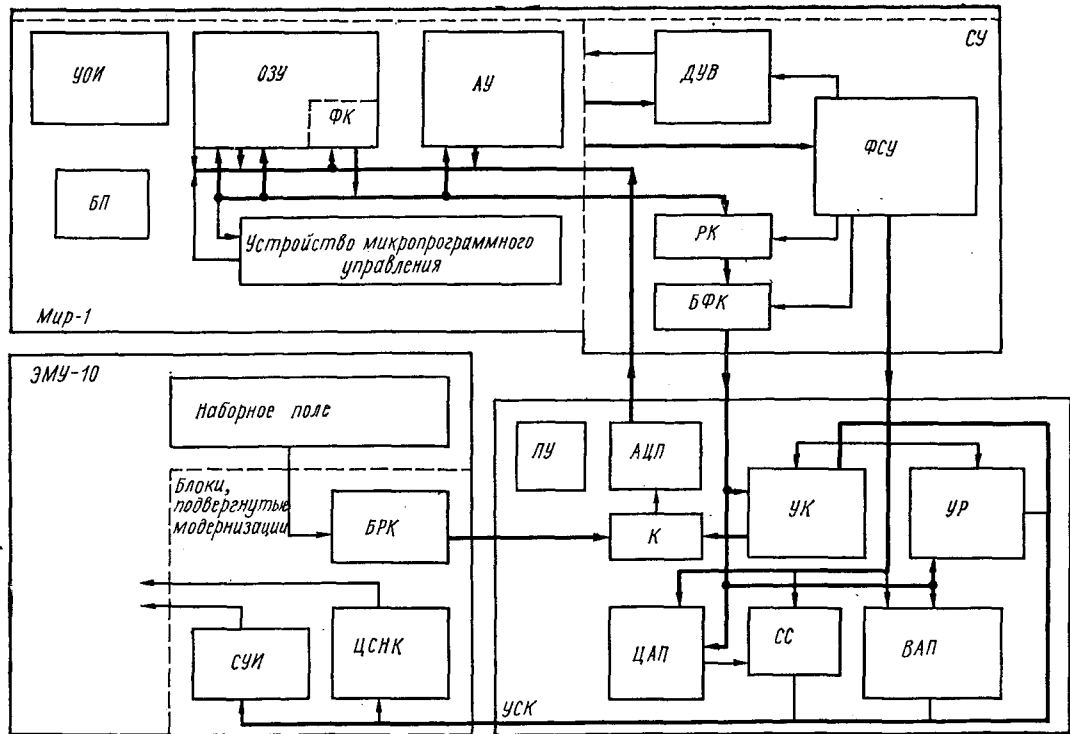 СУ
УОИ
ОЗУ
АУ
ДУВ
ФК
ФСУ
БП
РК
Устройство микропрограммного
управления
БФК
Мир-1
ЭМУ-10
Наборное поле
ПУ
АЦП
Блоки,
подвергнутые
модернизации
БРК
К
УК
УР
СУИ
ЦСНК
ЦАП
СС
ВАП
УСК